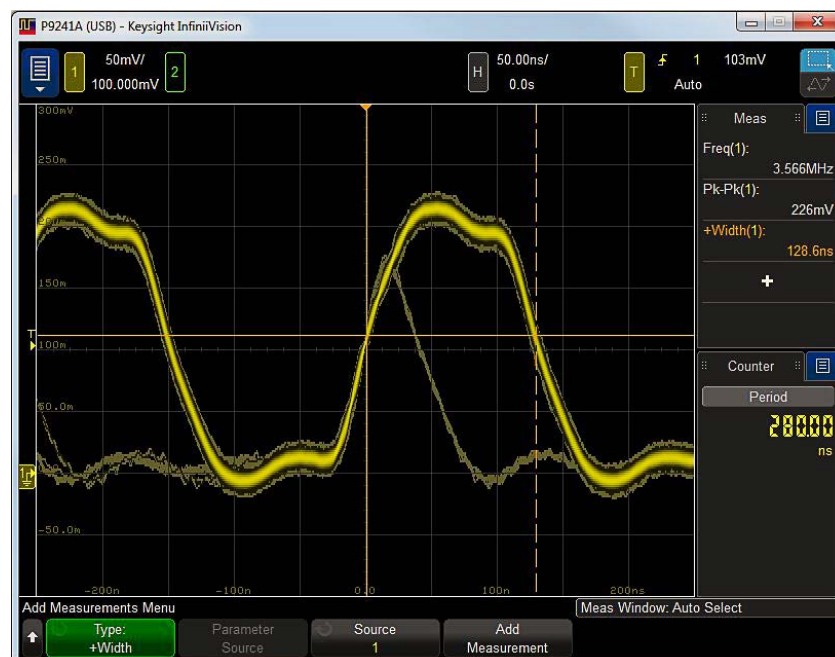 P9241A (USB) - Keysight InfiniiVision
1
50mV/
100.000mV
2
H
50.00ns/
0.0s
T
1
103mV
Auto
300mV
250m
150m
T
100m
50.0m
-50.0m
-200n
-100n
0.0
100n
200ns
Meas
Freq(1):
3.566MHz
Pk-Pk(1):
226mV
+Width(1):
128.6ns
+
Counter
Period
280.00
ns
Add Measurements Menu
Meas Window: Auto Select
Type:
+Width
Parameter
Source
Source
1
Add
Measurement